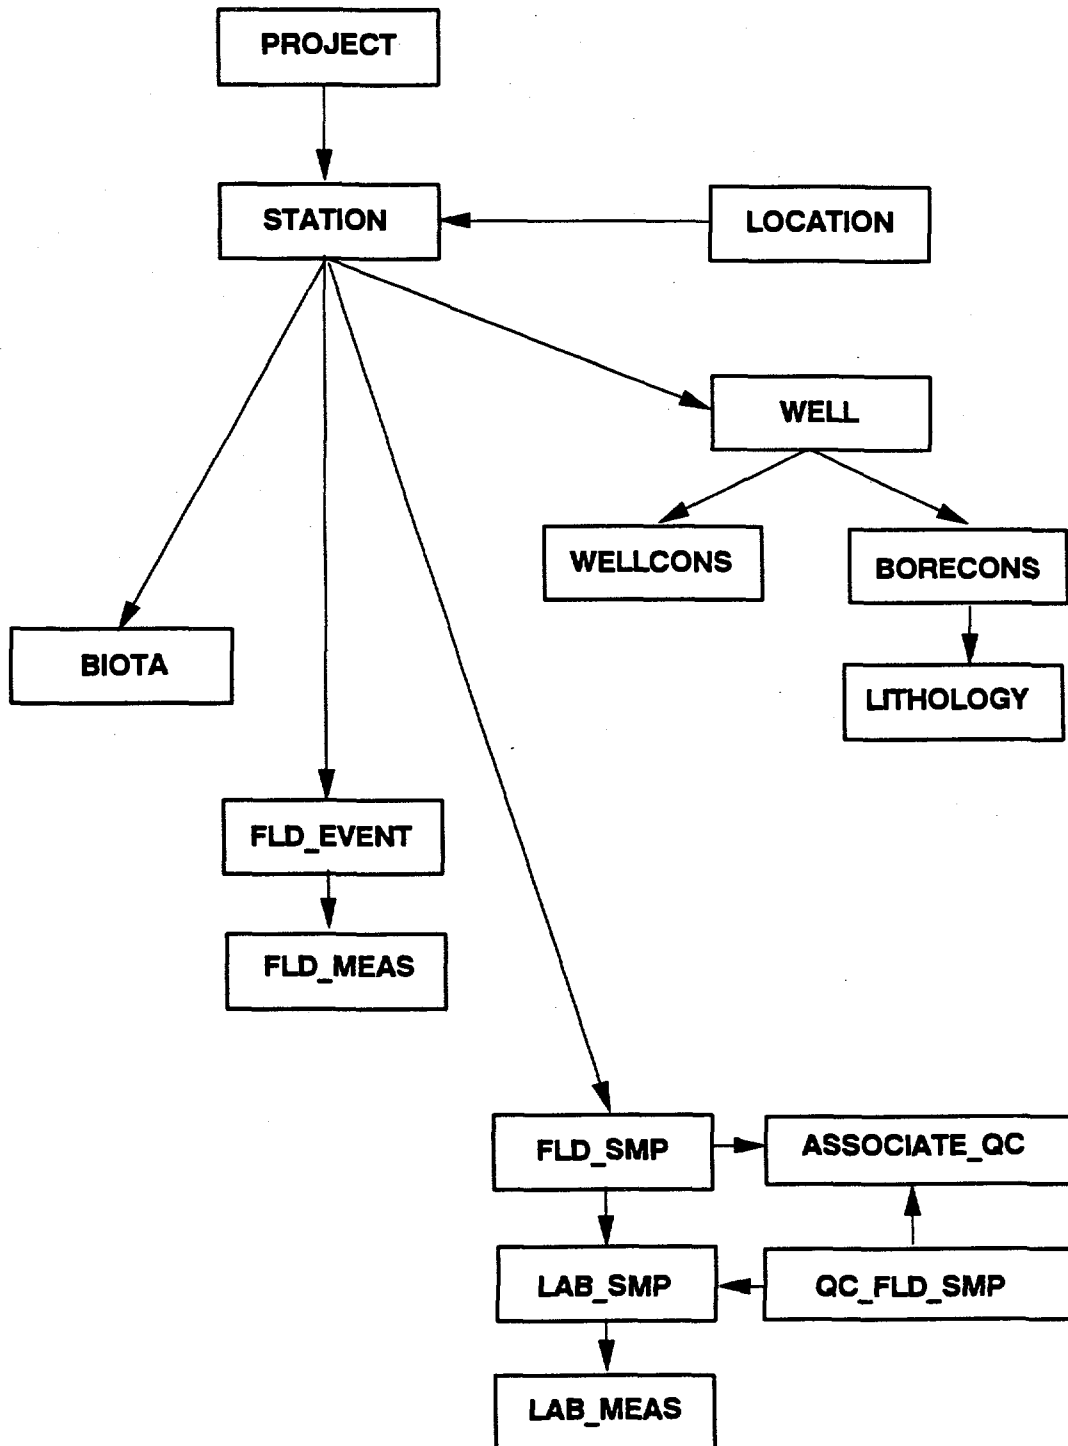 PROJECT
STATION
LOCATION
WELL
WELLCONS
BORECONS
BIOTA
LITHOLOGY
FLD_EVENT
FLD_MEAS
FLD_SMP
ASSOCIATE_QC
LAB_SMP
QC_FLD_SMP
LAB_MEAS